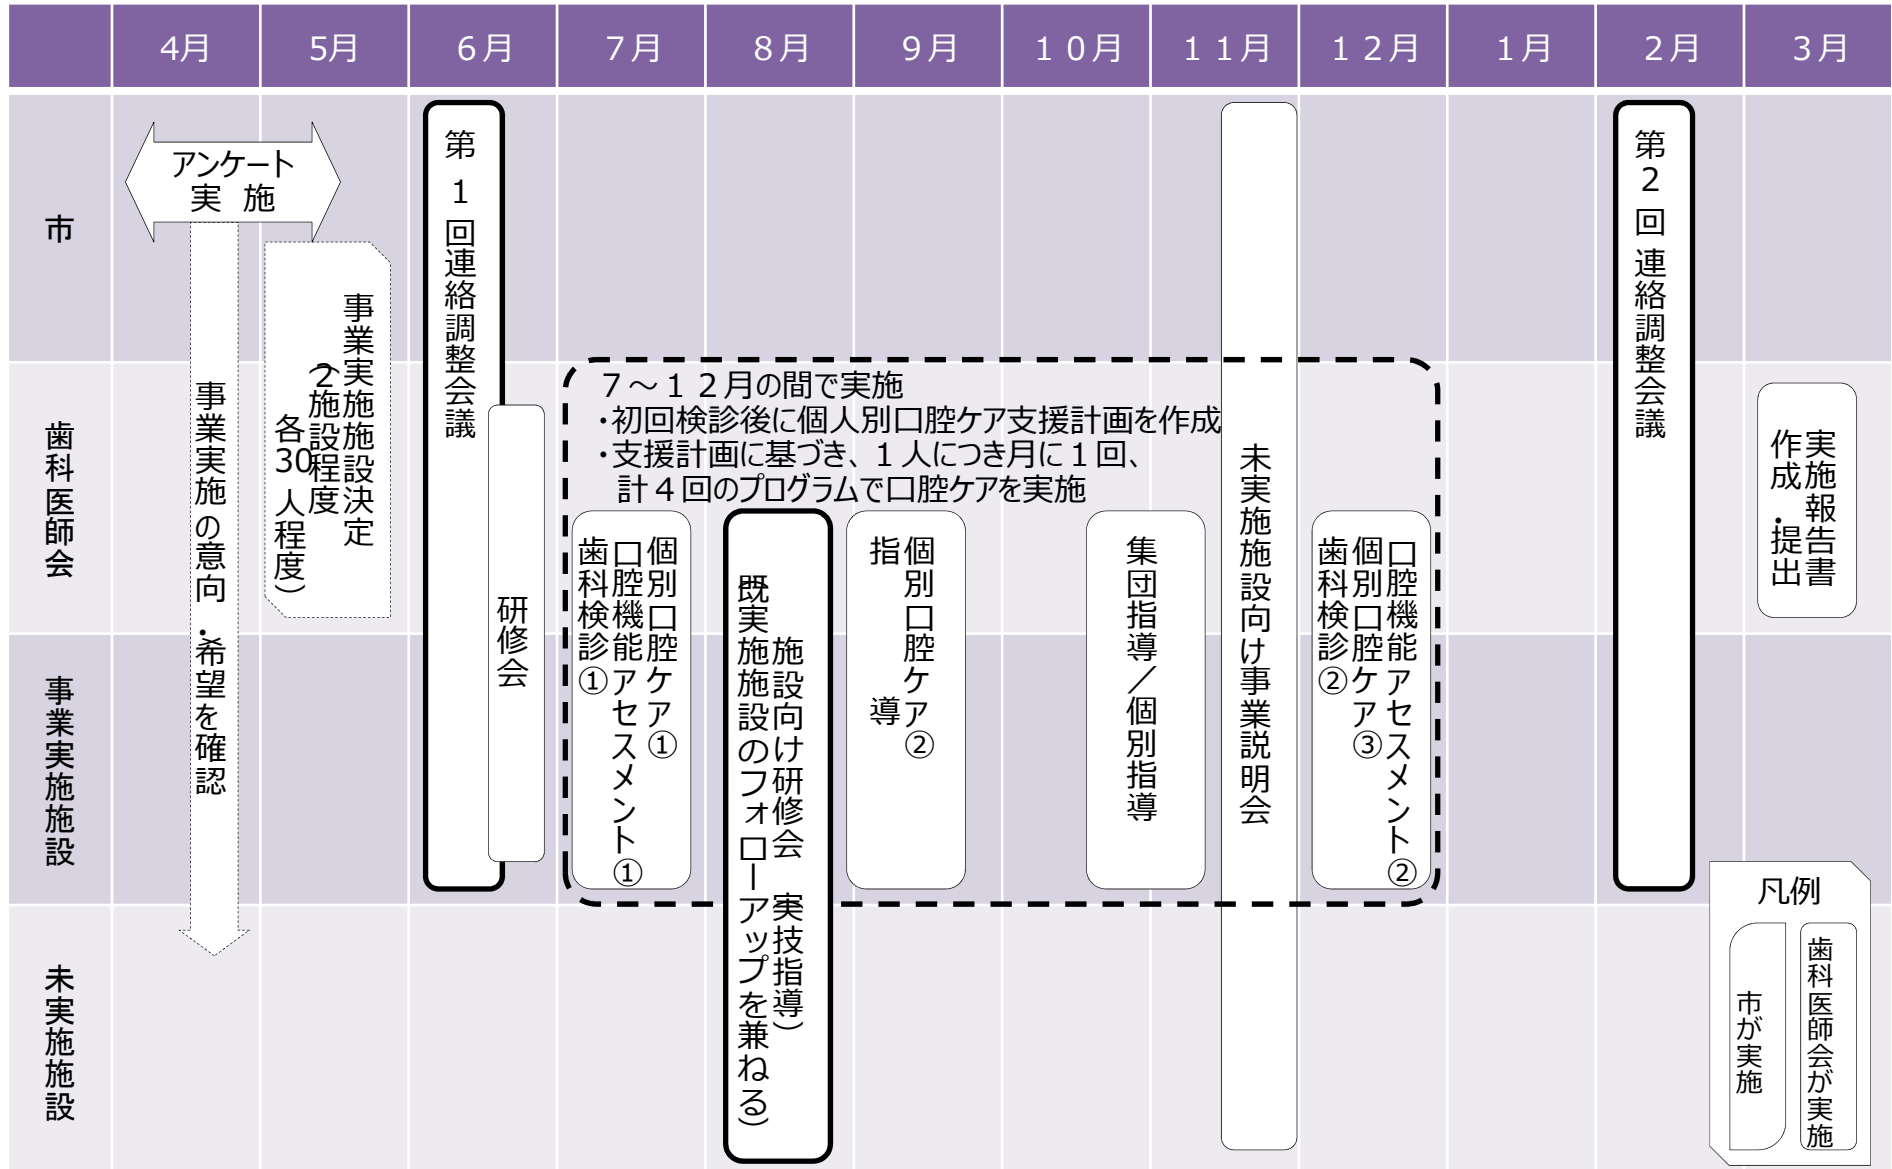 4月
5月
６月
７月
８月
９月
１０月
１１月
１２月
１月
２月
３月
市
歯科医師会
事業実施施設
未実施施設
アンケート
実　施
事業実施の意向・希望を確認
事業実施施設決定
（２施設程度
各30人程度）
第１回連絡調整会議
研修会
７～１２月の間で実施
・初回検診後に個人別口腔ケア支援計画を作成
・支援計画に基づき、１人につき月に１回、
計４回のプログラムで口腔ケアを実施
個別口腔ケア①
口腔機能アセスメント①
歯科検診①
施設向け研修会（実技指導）
（既実施施設のフォローアップを兼ねる）
個別口腔ケア②
指導
集団指導／個別指導
未実施施設向け事業説明会
口腔機能アセスメント②
個別口腔ケア③
歯科検診②
第２回連絡調整会議
実施報告書
作成・提出
凡例
市が実施
歯科医師会が実施